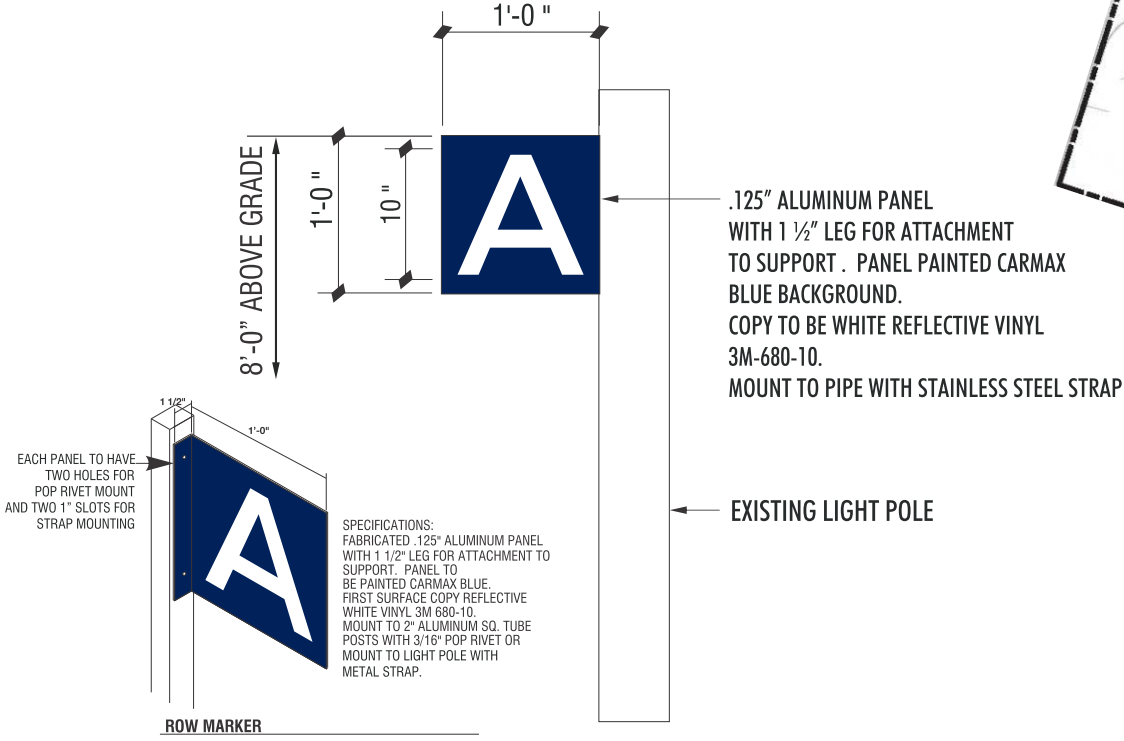 1'-0 "
8'-0” ABOVE GRADE
1'-0 "
10 "
A
.125” ALUMINUM PANEL
WITH 1 ½” LEG FOR ATTACHMENT
TO SUPPORT . PANEL PAINTED CARMAX
BLUE BACKGROUND.
COPY TO BE WHITE REFLECTIVE VINYL
3M-680-10.
MOUNT TO PIPE WITH STAINLESS STEEL STRAP
EXISTING LIGHT POLE
1 1/2"
1'-0"
EACH PANEL TO HAVE
TWO HOLES FOR
POP RIVET MOUNT
AND TWO 1” SLOTS FOR
STRAP MOUNTING
A
SPECIFICATIONS:
FABRICATED .125" ALUMINUM PANEL
WITH 1 1/2" LEG FOR ATTACHMENT TO
SUPPORT. PANEL TO
BE PAINTED CARMAX BLUE.
FIRST SURFACE COPY REFLECTIVE
WHITE VINYL 3M 680-10.
MOUNT TO 2" ALUMINUM SQ. TUBE
POSTS WITH 3/16" POP RIVET OR
MOUNT TO LIGHT POLE WITH
METAL STRAP.
ROW MARKER